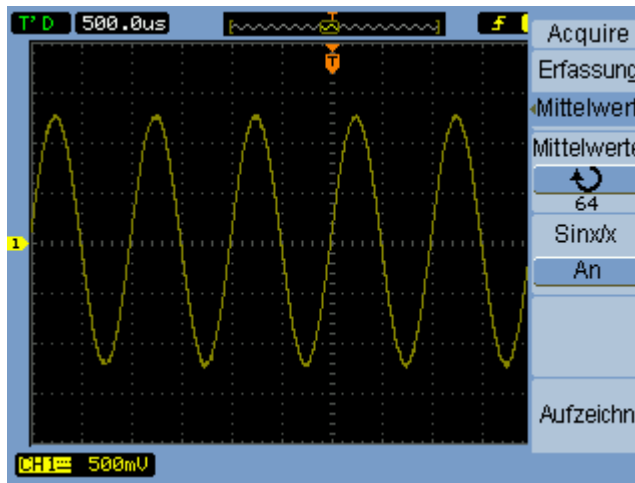 T'D 500.0us
T
T
Acquire
Erfassung
Mittelwert
Mittelwerte
64
Sinx/x
An
Aufzeichn
1
CH1 500mV